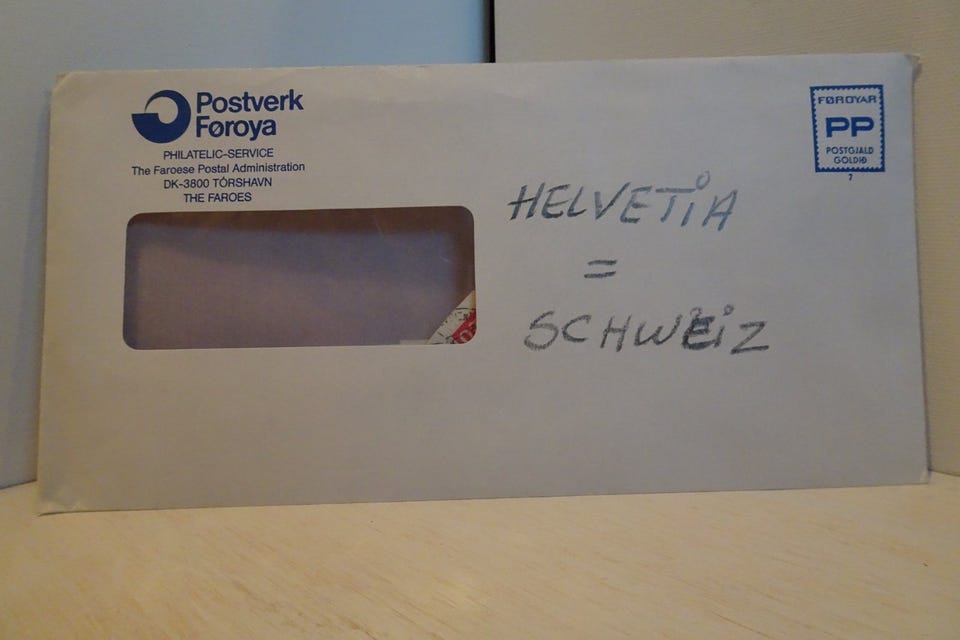 Postverk
Føroya
PHILATELIC-SERVICE
The Faroese Postal Administration
DK-3800 TÓRSHAVN
THE FAROES
FØROYAR
PP
POSTGJALD
GOLDIÐ
7
HELVETIA
=
SCHWEIZ